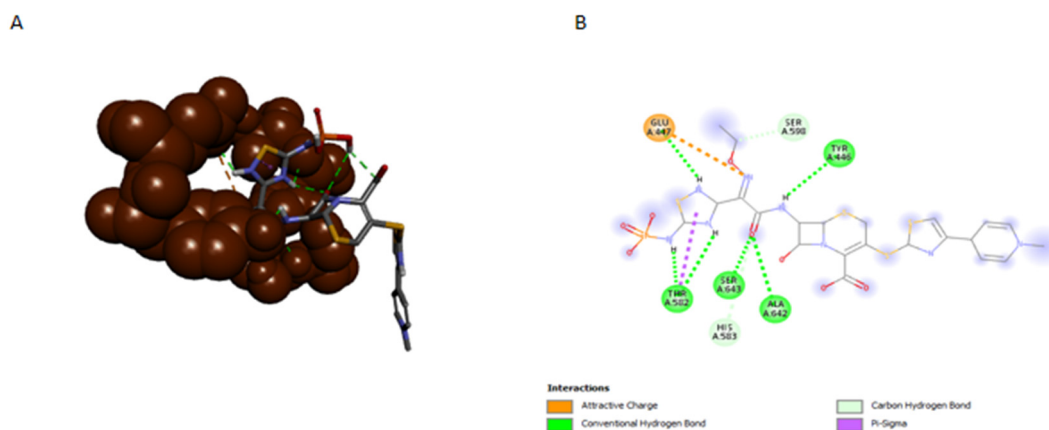 A
B
GLU
A:447
SER
A:598
TYR
A:446
H
N
O
N
H
N
S
N
H
N
H
THR
A:582
SER
A:643
ALA
A:642
HIS
A:583
Interactions
Attractive Charge
Conventional Hydrogen Bond
Carbon Hydrogen Bond
Pi-Sigma